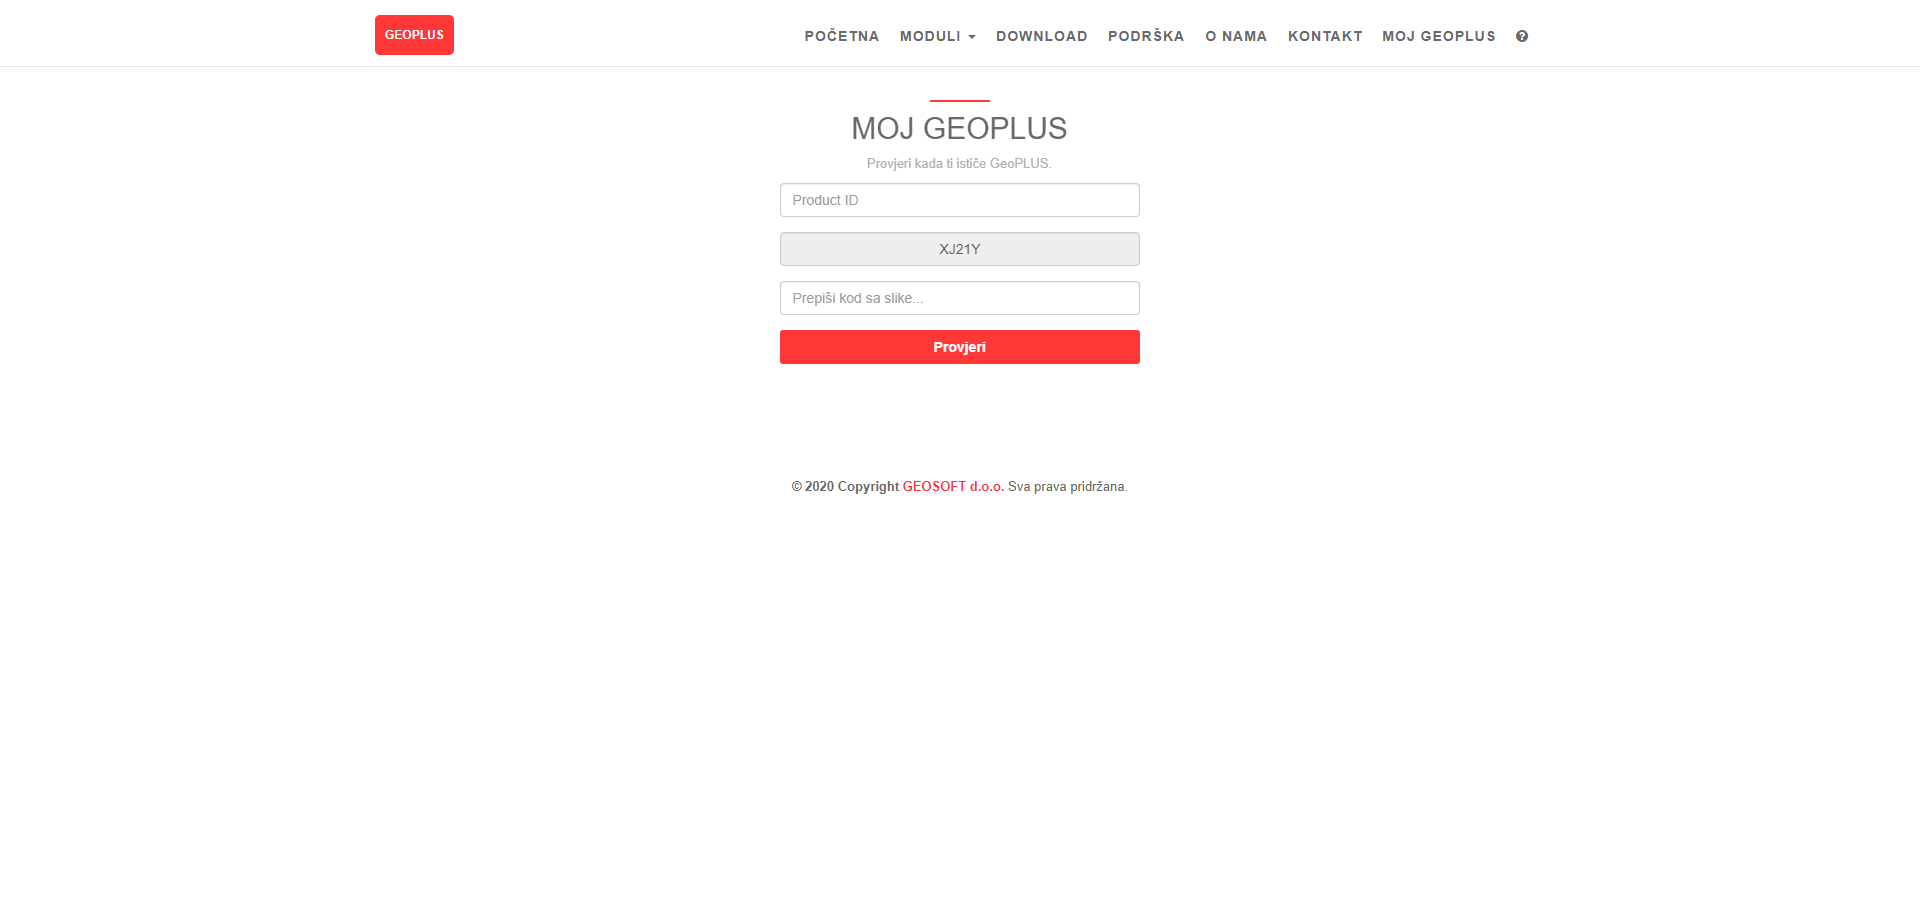 GEOPLUS
POČETNA MODULI DOWNLOAD PODRŠKA O NAMA KONTAKT MOJ GEOPLUS
MOJ GEOPLUS
Provjeri kada ti ističe GeoPLUS.
Product ID
XJ21Y
Prepiši kod sa slike...
Provjeri
© 2020 Copyright GEOSOFT d.o.o. Sva prava pridržana.